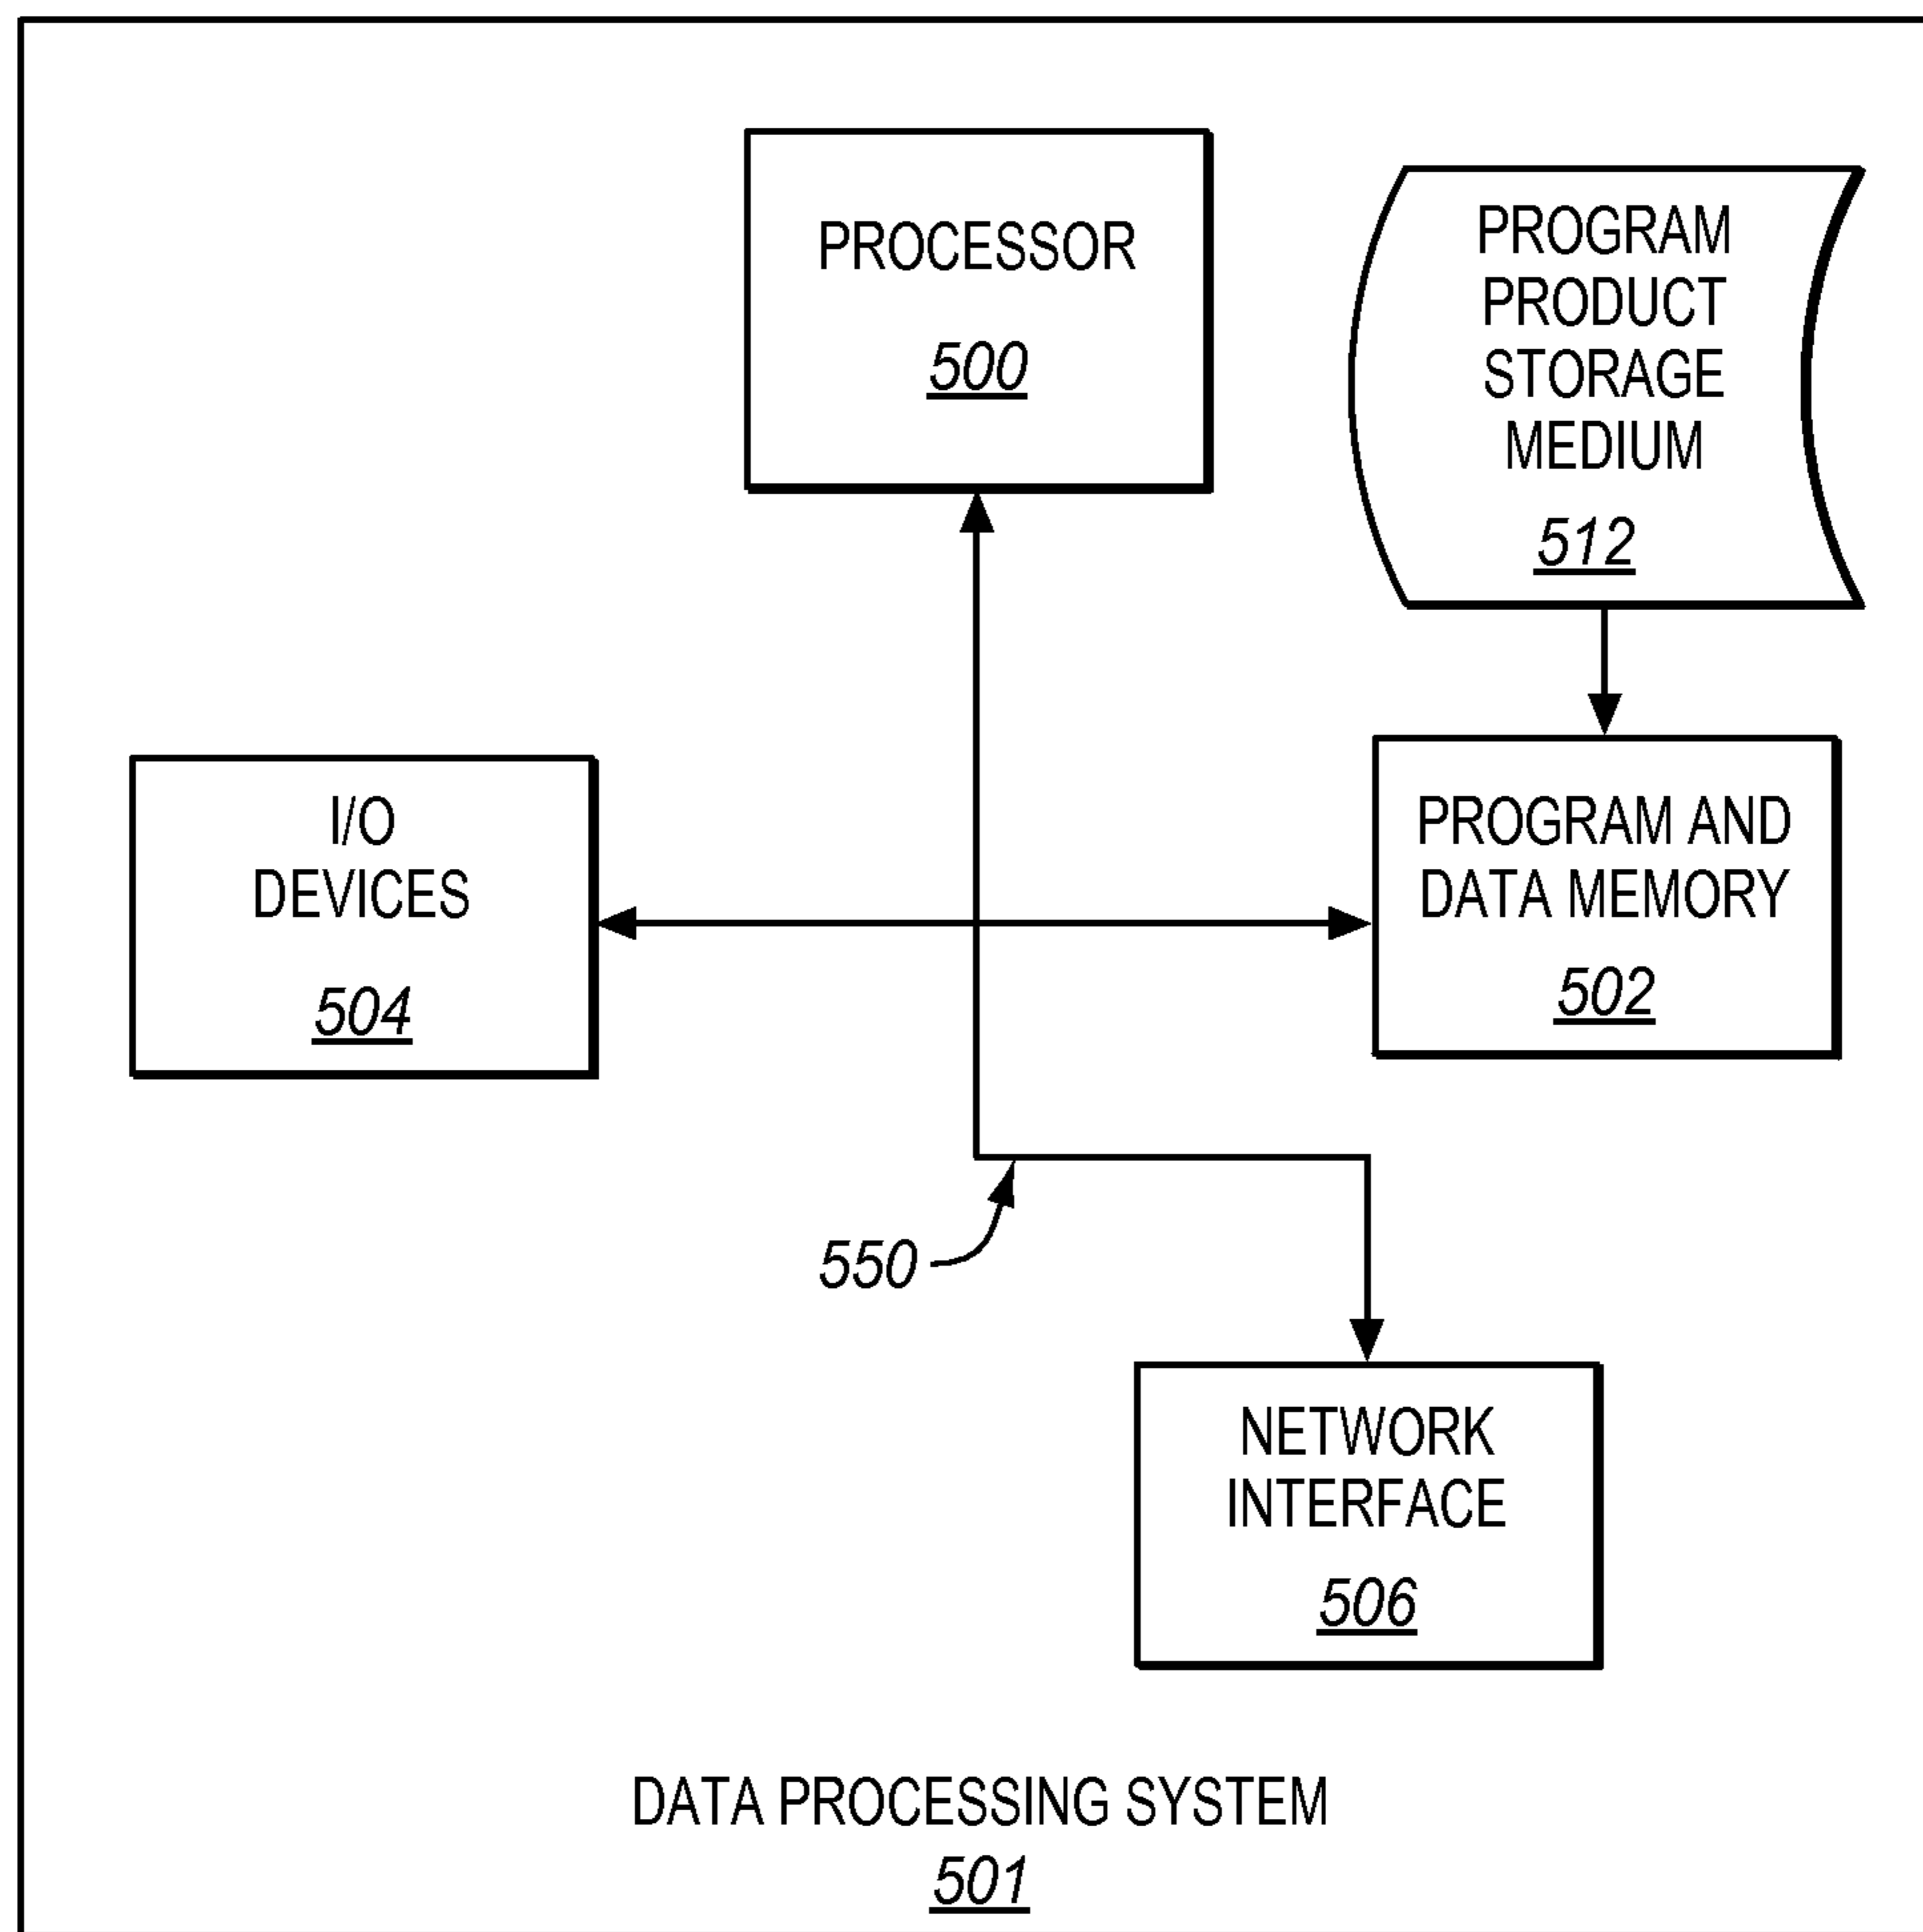 PROCESSOR
500
PROGRAM
PRODUCT
STORAGE
MEDIUM
512
I/O
DEVICES
504
PROGRAM AND
DATA MEMORY
502
550
NETWORK
INTERFACE
506
DATA PROCESSING SYSTEM
501